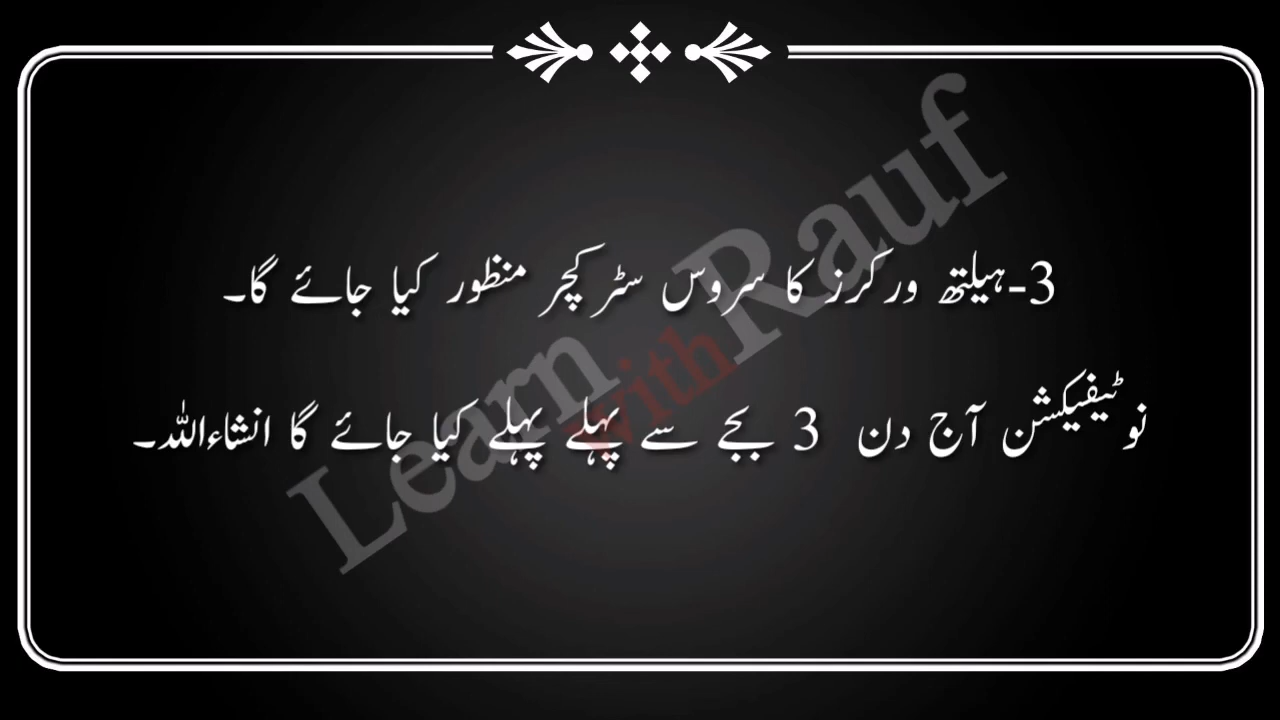 3-ہیلتھ ورکرز کا سروس سٹرکچر منظور کیا جائے گا۔
نوٹیفیکشن آج دن 3 بجے سے پہلے پہلے کیا جائے گا انشاءاللہ۔
Learn with Rauf